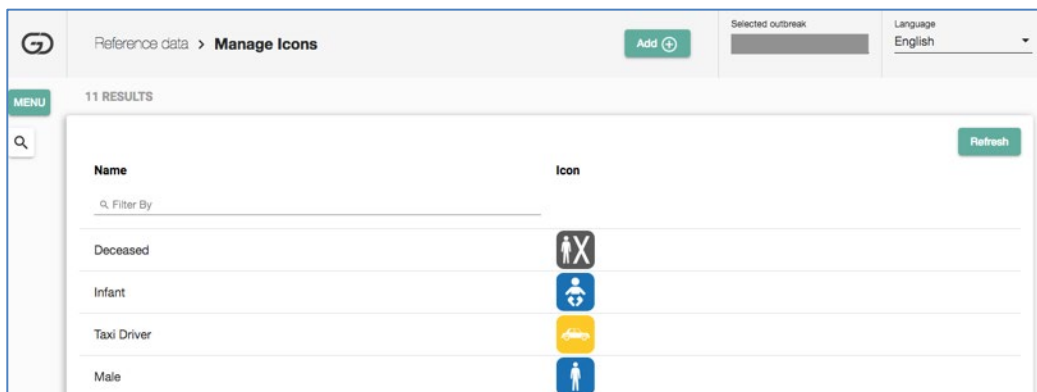 Reference data > Manage Icons
Add
Selected outbreak
Language
English
MENU
11 RESULTS
Refresh
Name
Icon
Filter By
Deceased
Infant
Taxi Driver
Male